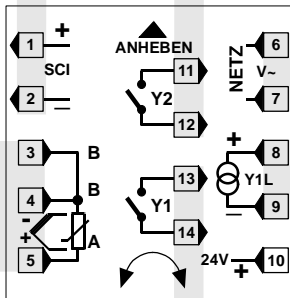 +
ANHEBEN
1
SCI
11
NETZ
6
V~
2
–
Y2
7
12
3
B
+
8
13
4
B
Y1L
Y1
-
+
A
–
9
14
5
24V
+
10